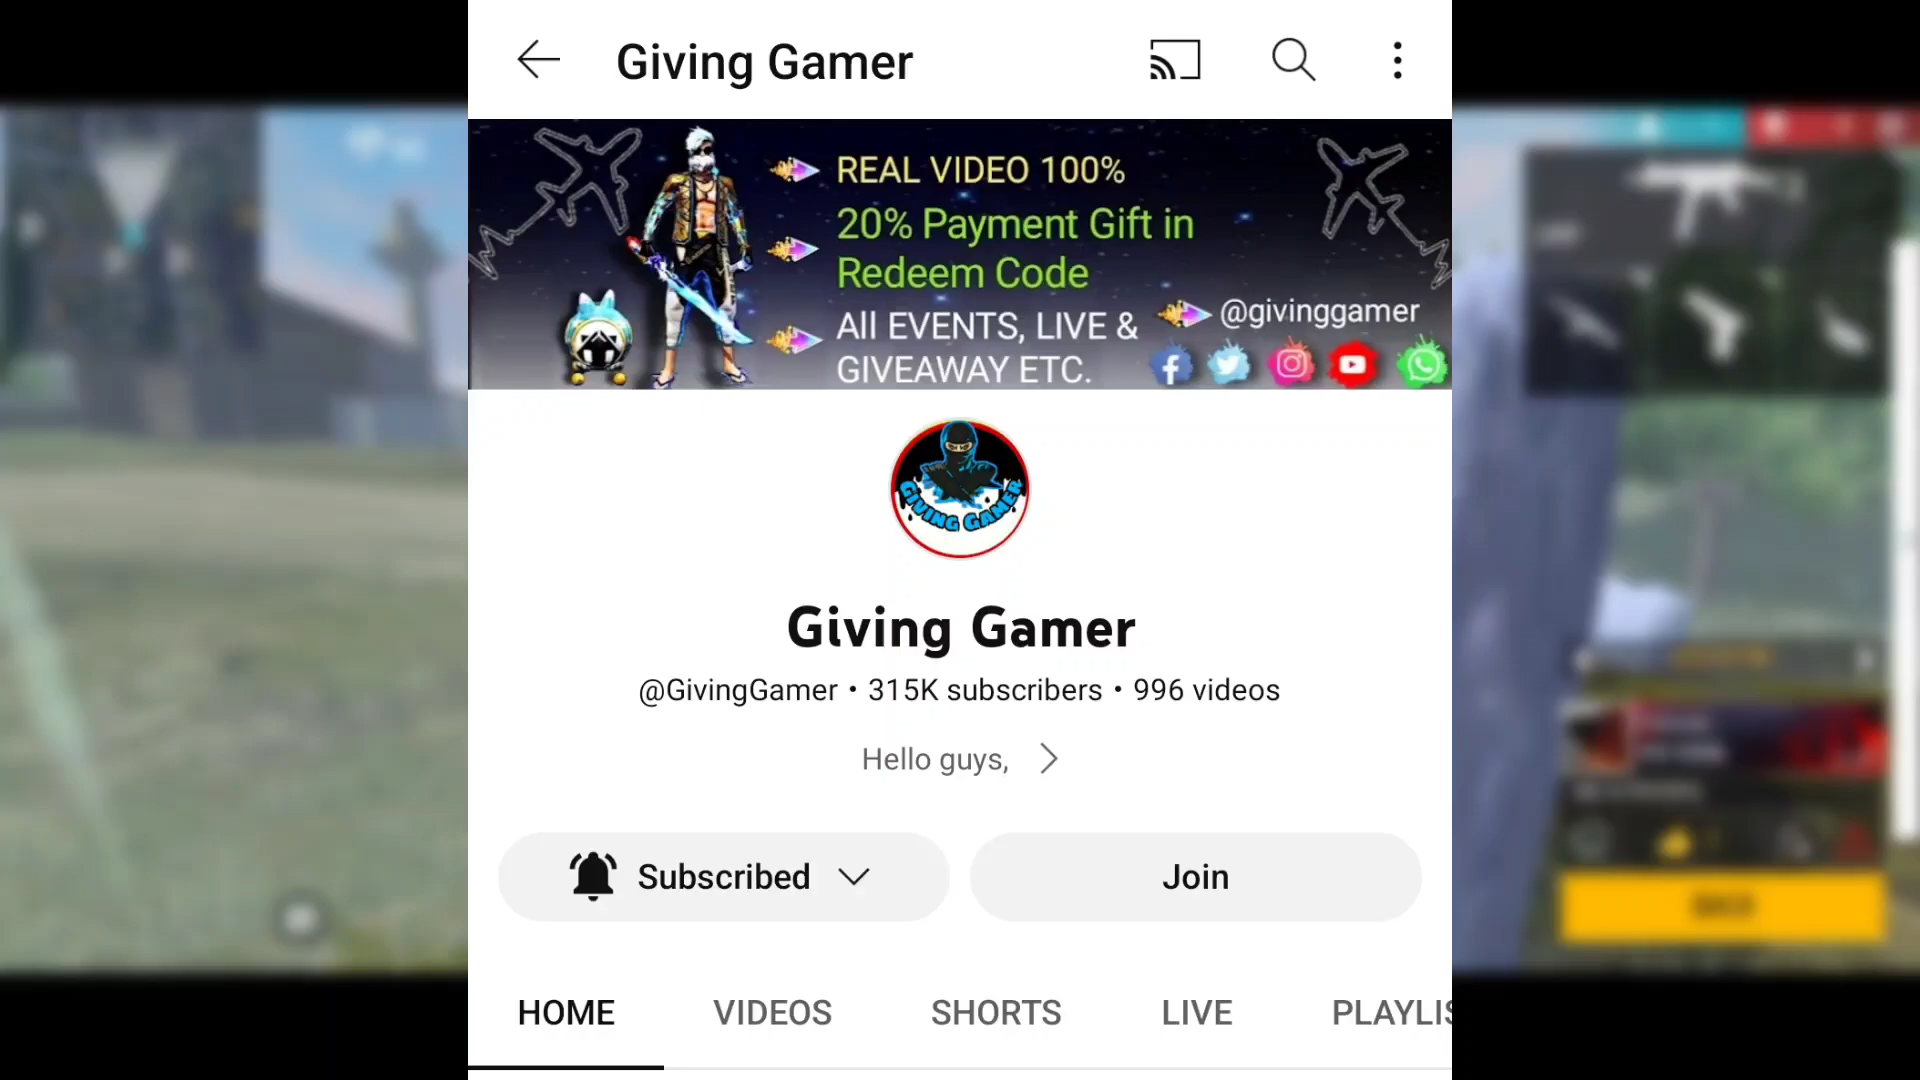 Giving Gamer
REAL VIDEO 100%
20% Payment Gift in
Redeem Code
All EVENTS, LIVE &
GIVEAWAY ETC.
@givinggamer
GIVING GAMER
Giving Gamer
@GivingGamer • 315K subscribers • 996 videos
Hello guys,
Subscribed
Join
HOME VIDEOS SHORTS LIVE PLAYLIS